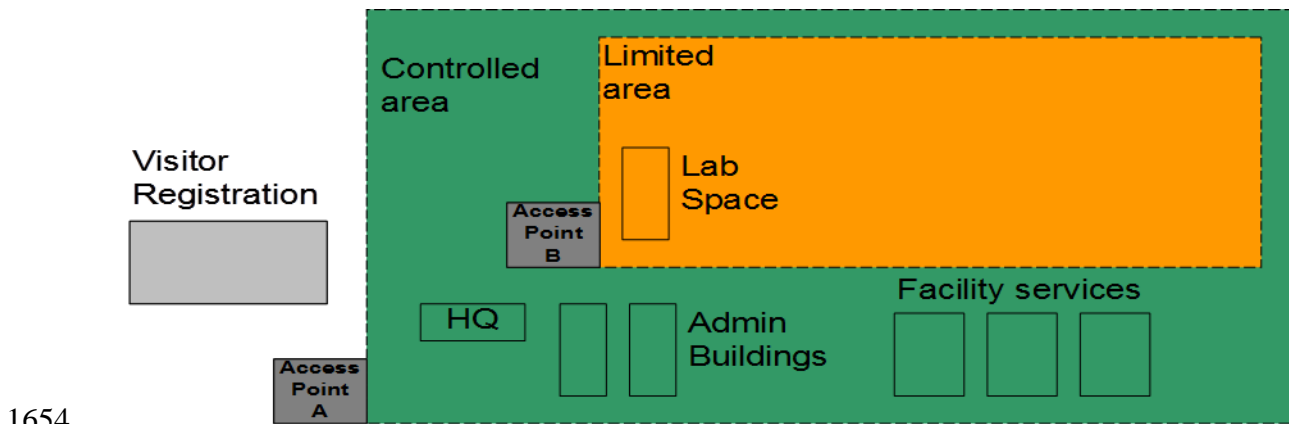 Controlled
area
Limited
area
Visitor
Registration
Lab
Space
Access
Point
B
Facility services
HQ
Admin
Buildings
Access
Point
A
1654